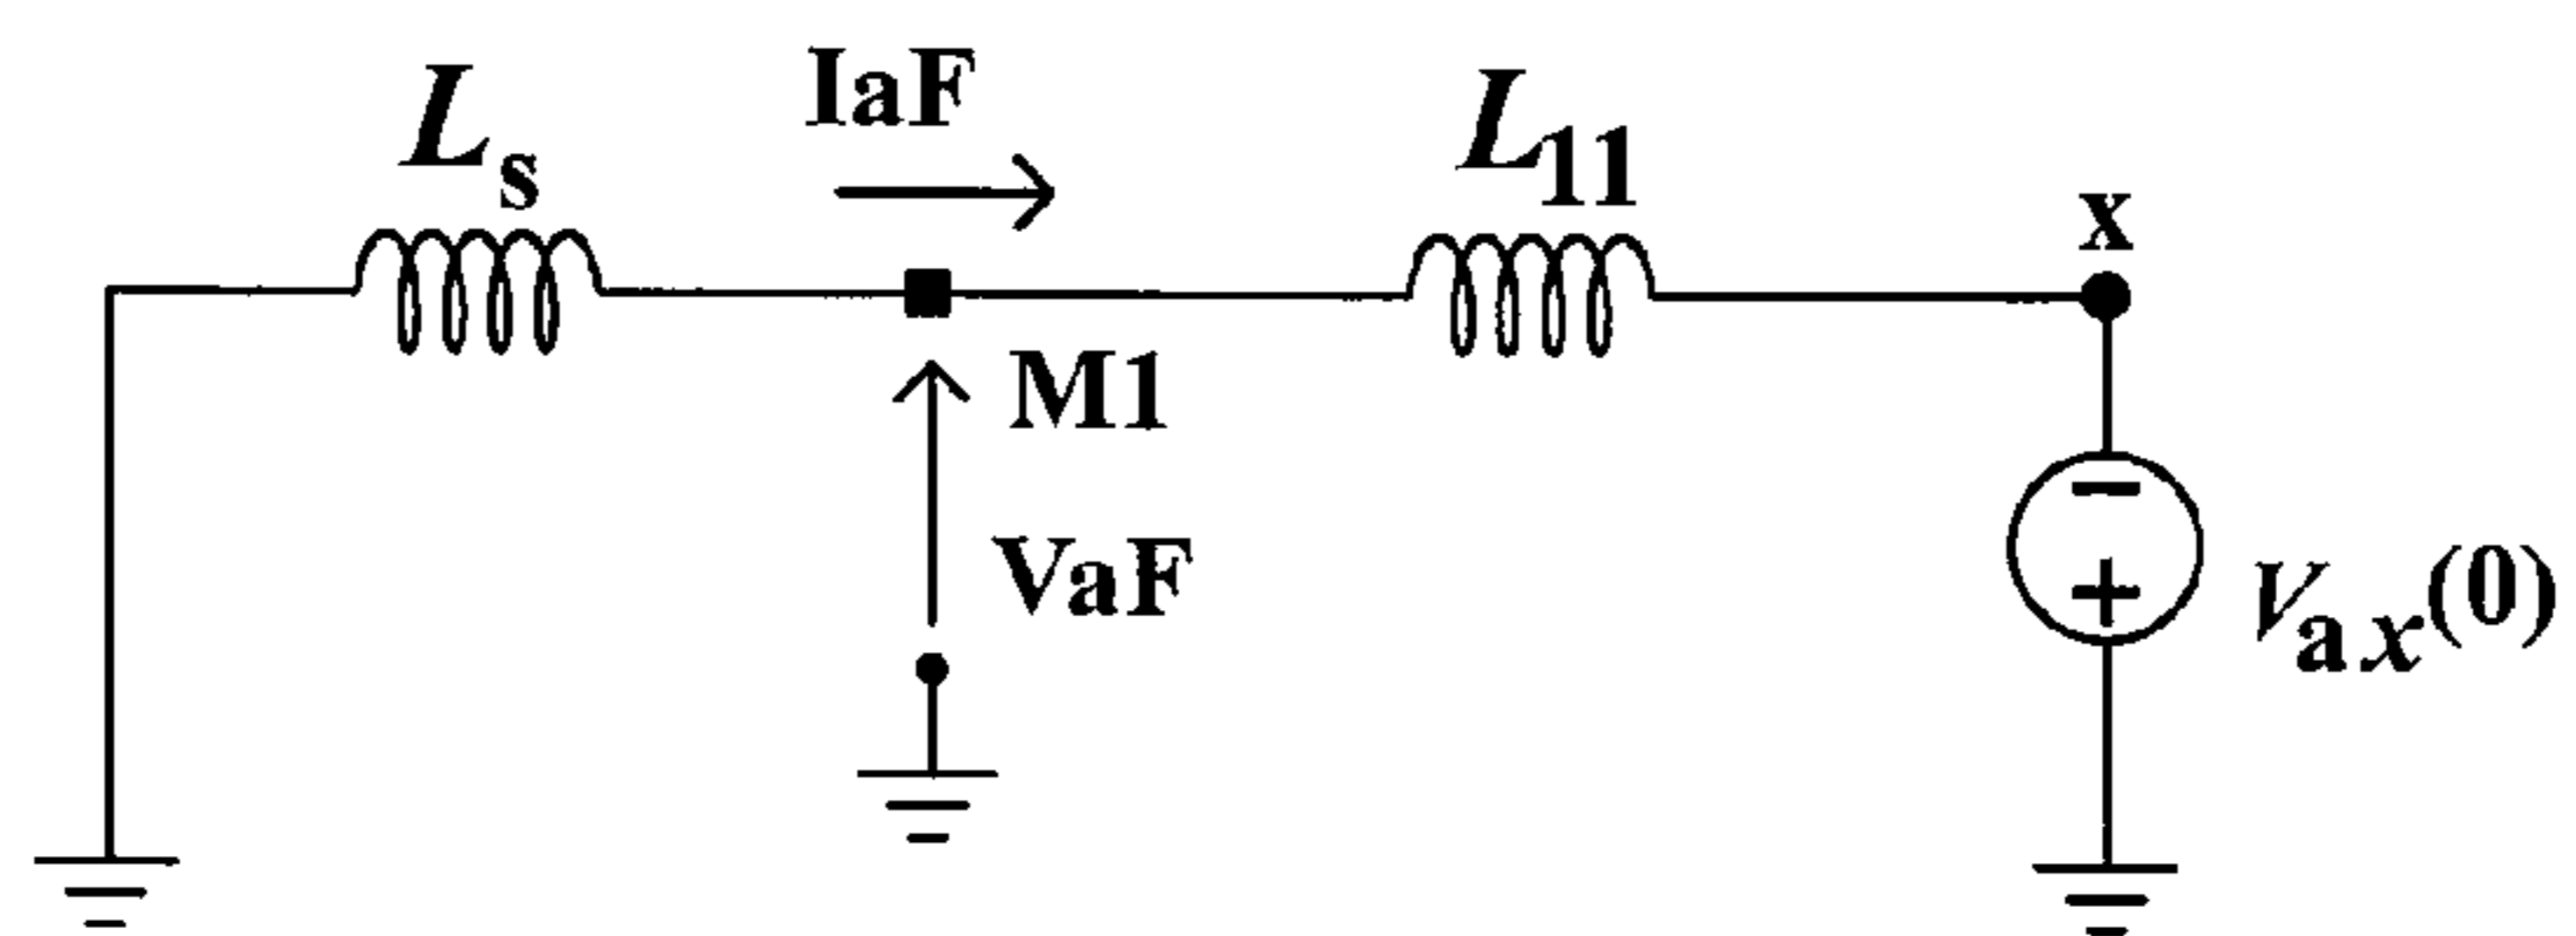 Ls
IaF
L11
x
M1
VaF
Vax(0)